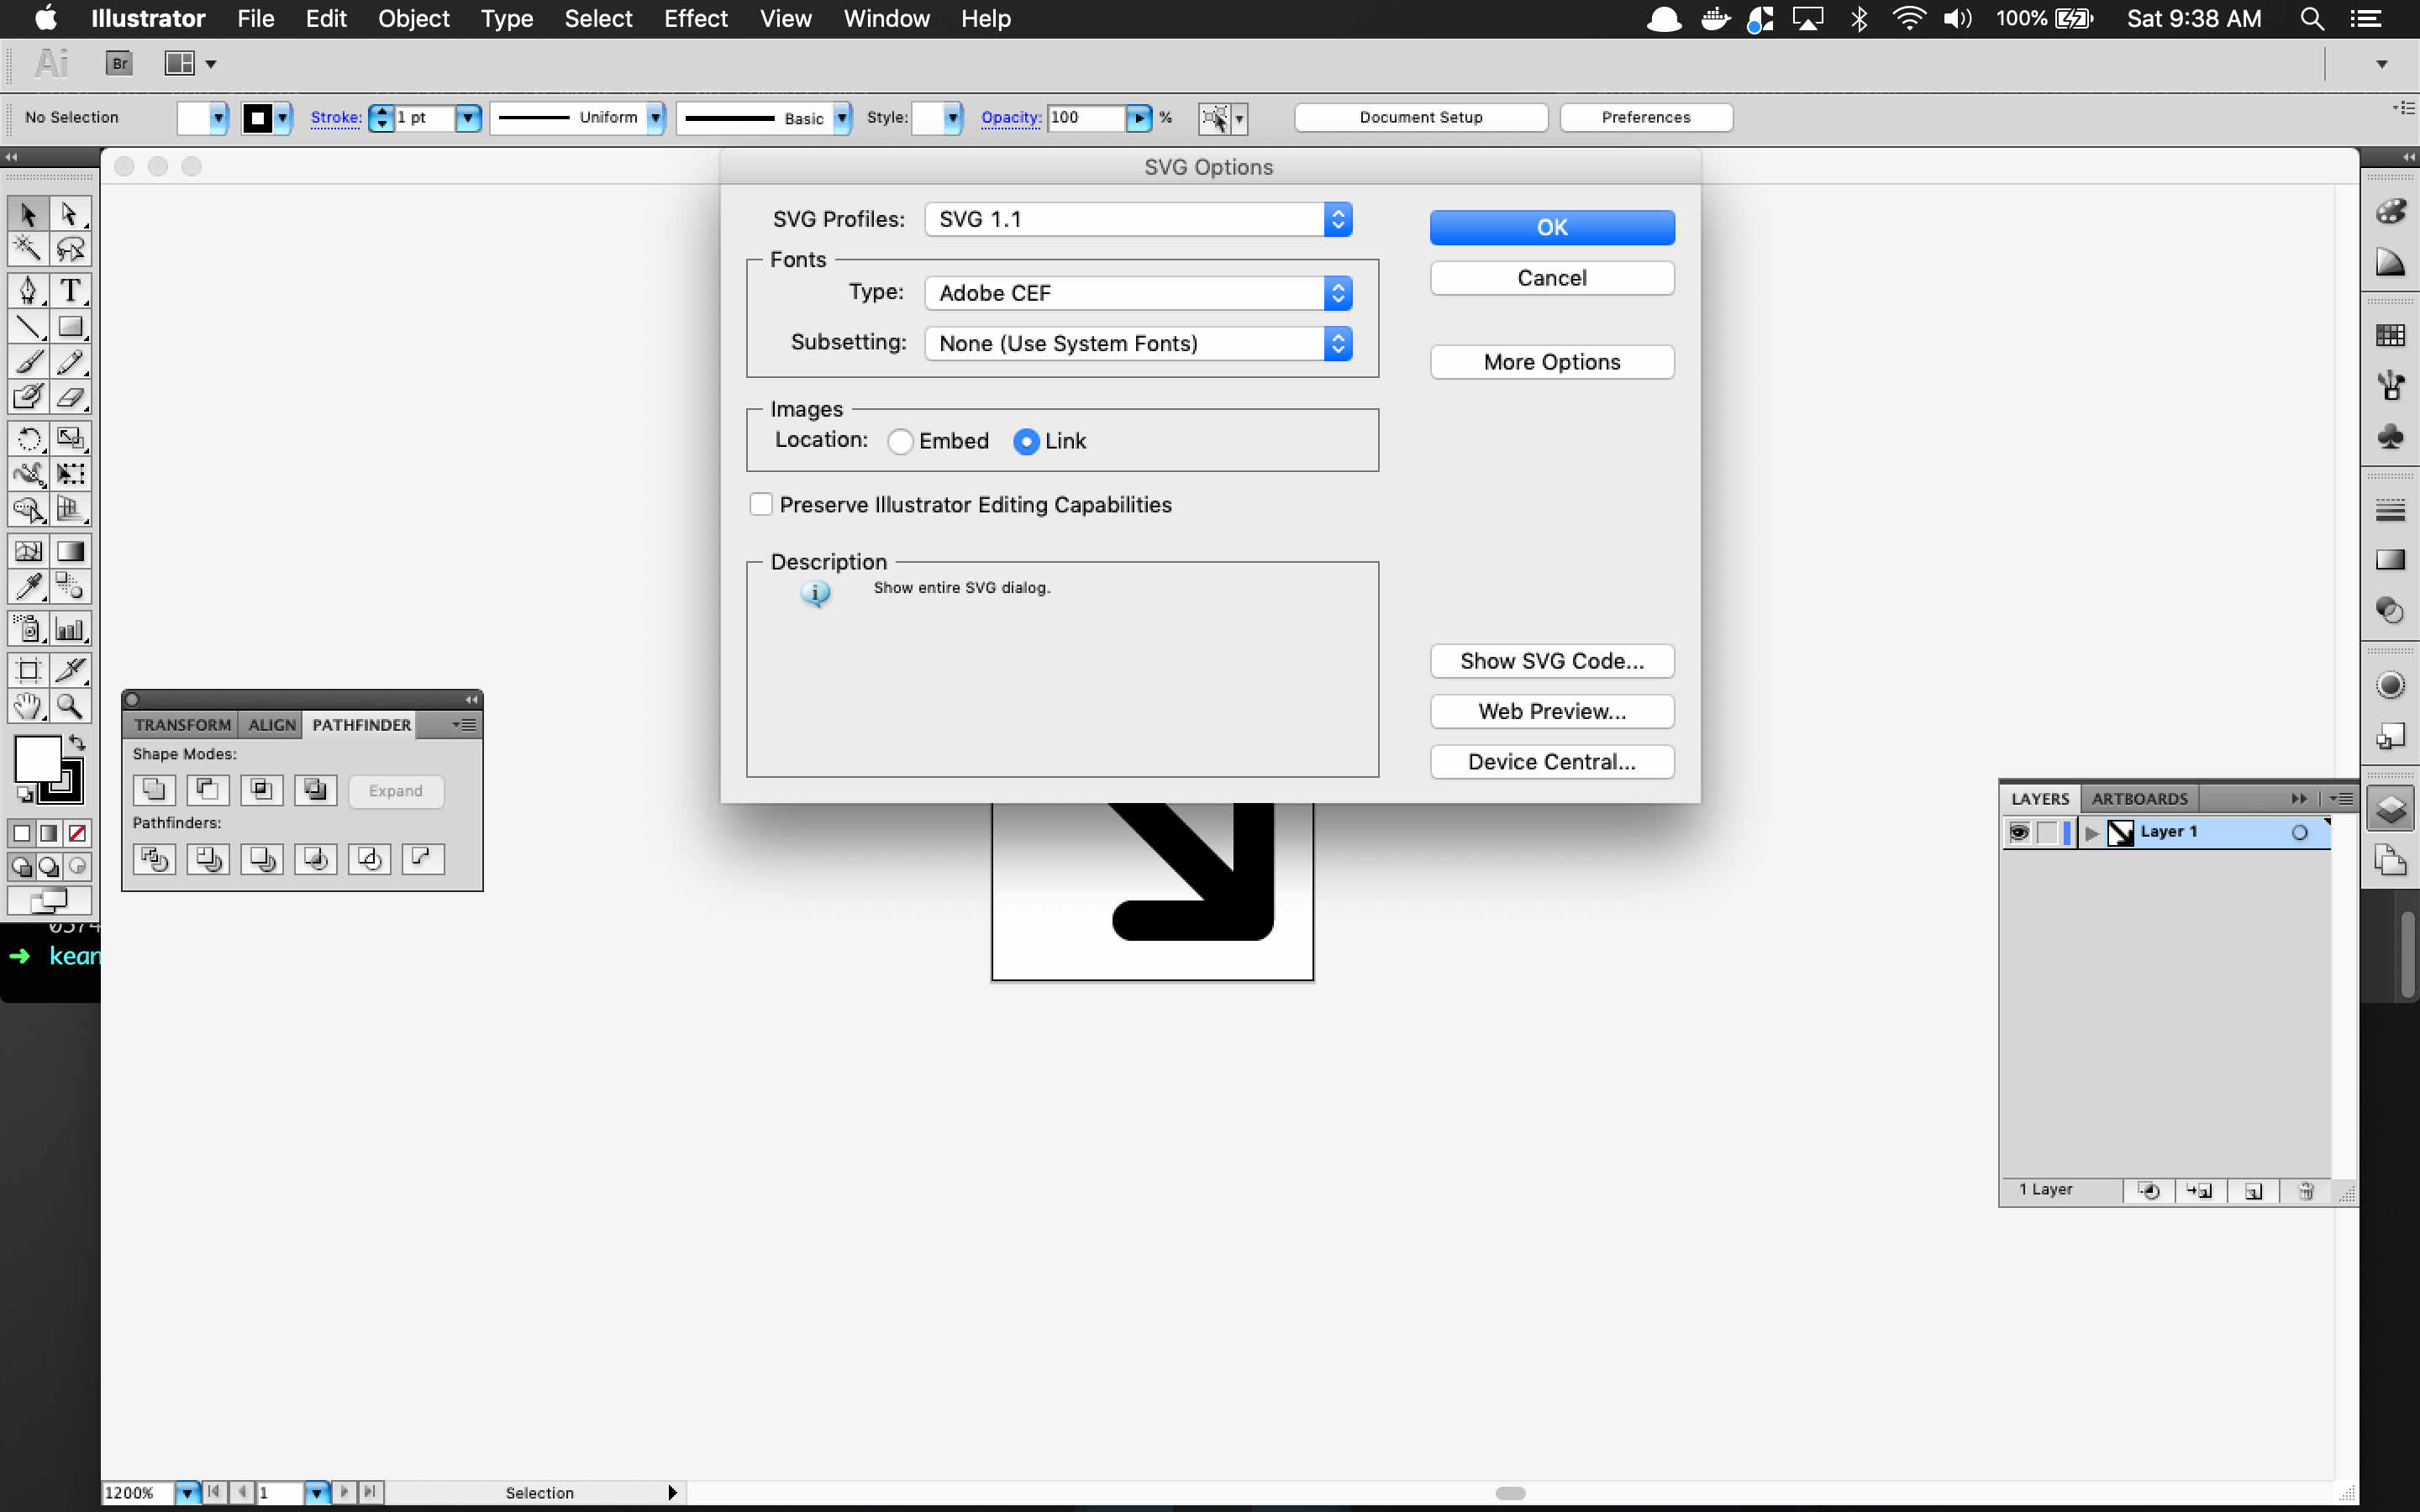 Illustrator File Edit Object Type Select Effect View Window Help 100% Sat 9:38 AM
Ai Br
No Selection Stroke: 1 pt Uniform Basic Style: Opacity: 100 % Document Setup Preferences
SVG Options
SVG Profiles: SVG 1.1
OK
Fonts
Cancel
Type: Adobe CEF
Subsetting: None (Use System Fonts)
More Options
Images
Location: Embed Link
Preserve Illustrator Editing Capabilities
Description
Show entire SVG dialog.
Show SVG Code...
Web Preview...
Device Central...
TRANSFORM ALIGN PATHFINDER
Shape Modes:
Expand
Pathfinders:
LAYERS ARTBOARDS
Layer 1
1 Layer
➜ kean
1200% 1 Selection